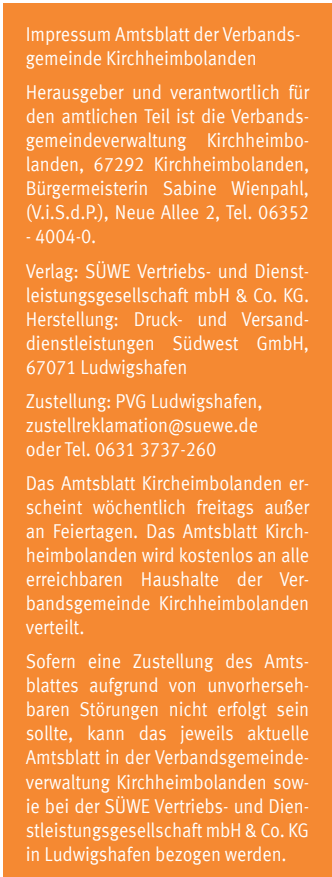 Impressum Amtsblatt der Verbands-
gemeinde Kirchheimbolanden
Herausgeber und verantwortlich für
den amtlichen Teil ist die Verbands-
gemeindeverwaltung Kirchheimbo-
landen, 67292 Kirchheimbolanden,
Bürgermeisterin Sabine Wienpahl,
(V.i.S.d.P.), Neue Allee 2, Tel. 06352
- 4004-0.
Verlag: SÜWE Vertriebs- und Dienst-
leistungsgesellschaft mbH & Co. KG.
Herstellung: Druck- und Versand-
dienstleistungen Südwest GmbH,
67071 Ludwigshafen
Zustellung: PVG Ludwigshafen,
zustellreklamation@suewe.de
oder Tel. 0631 3737-260
Das Amtsblatt Kircheimbolanden er-
scheint wöchentlich freitags außer
an Feiertagen. Das Amtsblatt Kirch-
heimbolanden wird kostenlos an alle
erreichbaren Haushalte der Ver-
bandsgemeinde Kirchheimbolanden
verteilt.
Sofern eine Zustellung des Amts-
blattes aufgrund von unvorherseh-
baren Störungen nicht erfolgt sein
sollte, kann das jeweils aktuelle
Amtsblatt in der Verbandsgemeinde-
verwaltung Kirchheimbolanden sow-
ie bei der SÜWE Vertriebs- und Dien-
stleistungsgesellschaft mbH & Co. KG
in Ludwigshafen bezogen werden.